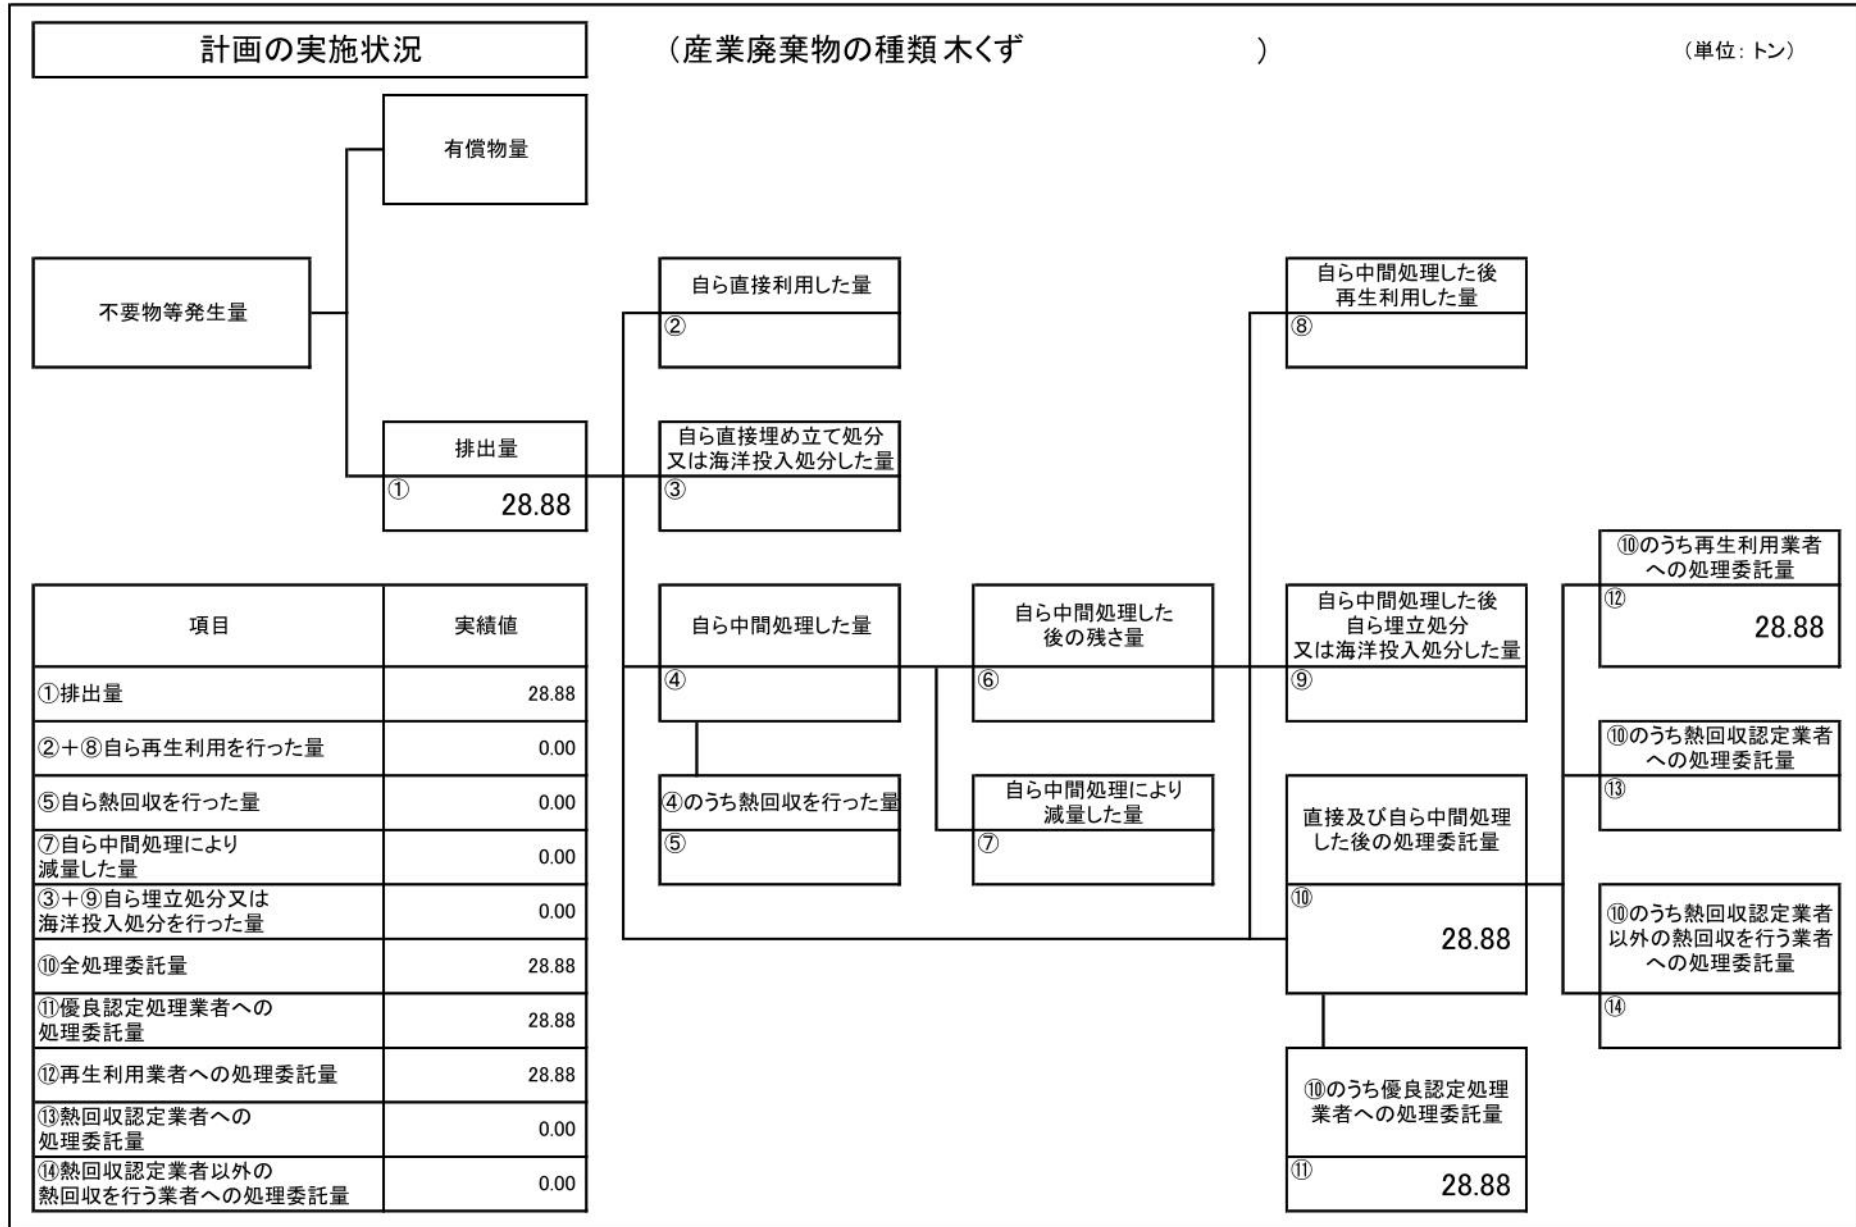 計画の実施状況
（産業廃棄物の種類 木くず　　　　　　　　）
（単位：トン）
有償物量
不要物等発生量
自ら直接利用した量
②
自ら中間処理した後
再生利用した量
⑧
排出量
① 28.88
自ら直接埋め立て処分
又は海洋投入処分した量
③
⑩のうち再生利用業者
への処理委託量
⑫ 28.88
自ら中間処理した量
④
自ら中間処理した
後の残さ量
⑥
自ら中間処理した後
自ら埋立処分
又は海洋投入処分した量
⑨
⑩のうち熱回収認定業者
への処理委託量
⑬
④のうち熱回収を行った量
⑤
自ら中間処理により
減量した量
⑦
直接及び自ら中間処理
した後の処理委託量
⑩ 28.88
⑩のうち熱回収認定業者
以外の熱回収を行う業者
への処理委託量
⑭
⑩のうち優良認定処理
業者への処理委託量
⑪ 28.88
項目 実績値
①排出量 28.88
②＋⑧自ら再生利用を行った量 0.00
⑤自ら熱回収を行った量 0.00
⑦自ら中間処理により
減量した量 0.00
③＋⑨自ら埋立処分又は
海洋投入処分を行った量 0.00
⑩全処理委託量 28.88
⑪優良認定処理業者への
処理委託量 28.88
⑫再生利用業者への処理委託量 28.88
⑬熱回収認定業者への
処理委託量 0.00
⑭熱回収認定業者以外の
熱回収を行う業者への処理委託量 0.00